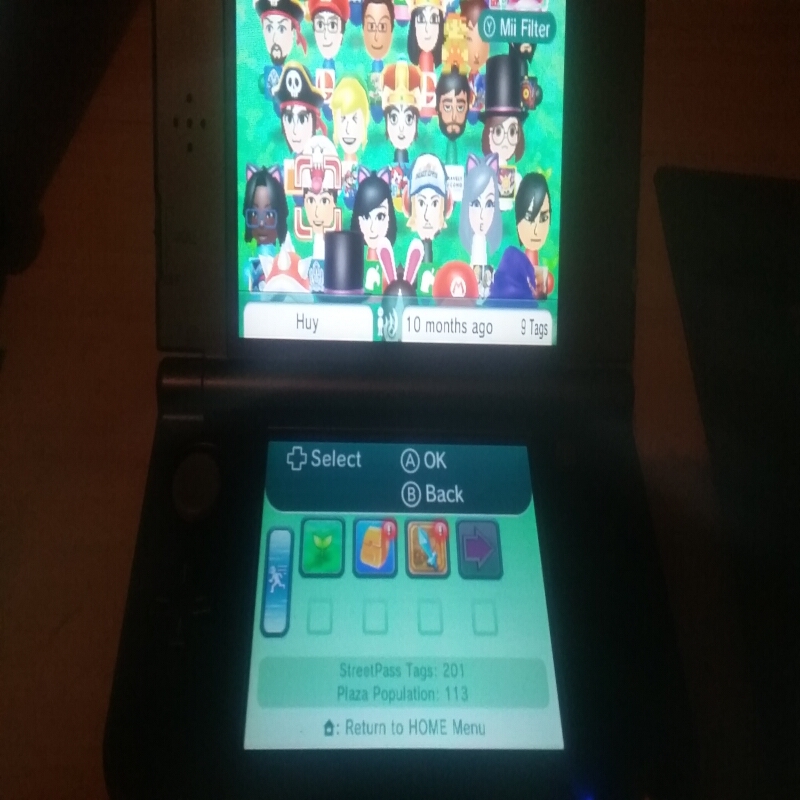 Ⓨ Mii Filter
Huy
10 months ago
9 Tags
Select
Ⓐ OK
Ⓑ Back
StreetPass Tags: 201
Plaza Population: 113
: Return to HOME Menu